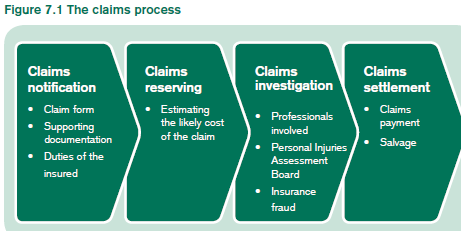 Figure 7.1 The claims process
Claims
notification
• Claim form
• Supporting
documentation
• Duties of the
insured
Claims
reserving
• Estimating
the likely cost
of the claim
Claims
investigation
• Professionals
involved
• Personal Injuries
Assessment
Board
• Insurance
fraud
Claims
settlement
• Claims
payment
• Salvage